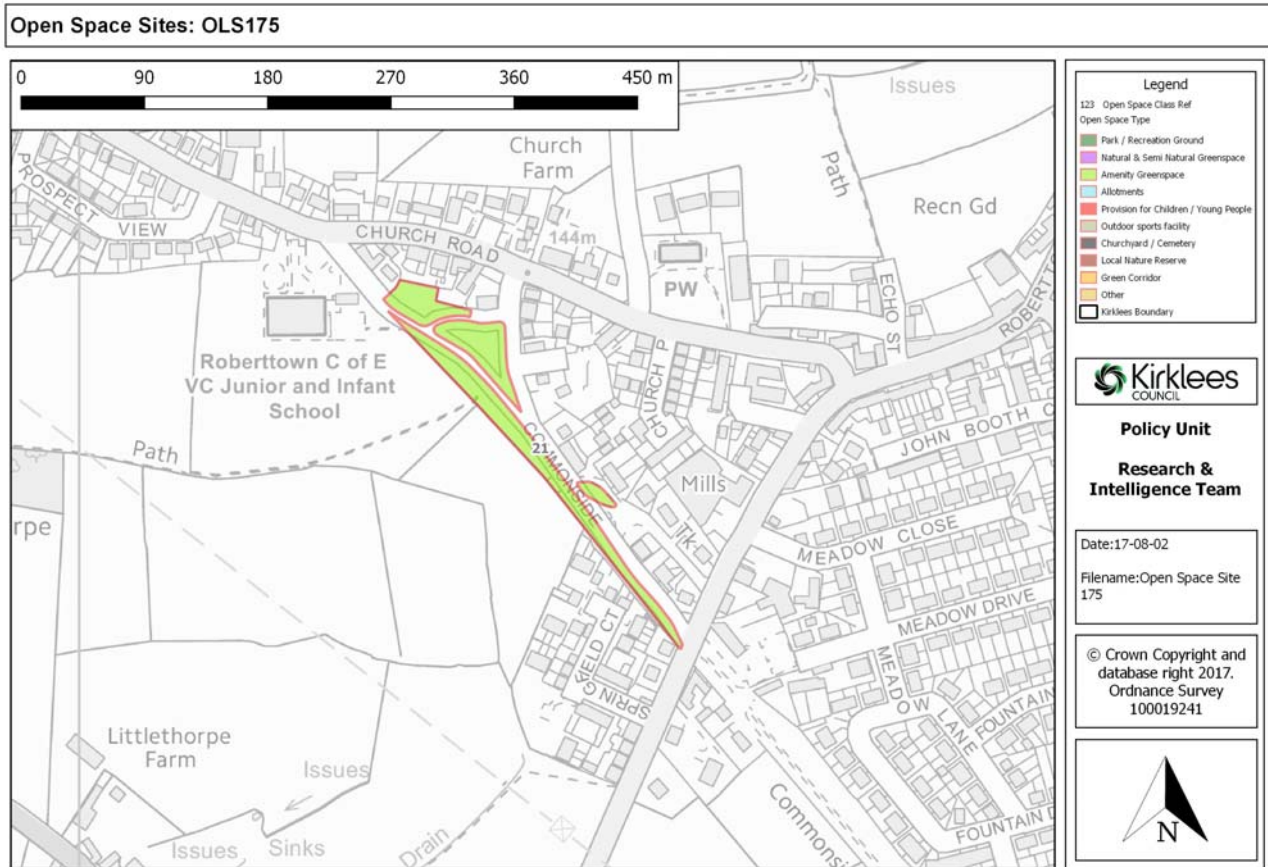 Open Space Sites: OLS175
0 90 180 270 360 450 m
Issues
Church
Farm
Path
Recn Gd
PROSPECT
VIEW
CHURCH ROAD
144m
PW
ECHO ST
Roberttown C of E
VC Junior and Infant
School
CHURCH P
JOHN BOOTH C
Path
21
COMMONSIDE
Mills
rpe
Tk
MEADOW CLOSE
MEADOW DRIVE
SPRINGFIELD CT
MEADOW LANE
FOUNTAIN
Littlethorpe
Farm
Issues
Issues
Sinks
Drain
FOUNTAIN D
Legend
123 Open Space Class Ref
Open Space Type
Park / Recreation Ground
Natural & Semi Natural Greenspace
Amenity Greenspace
Allotments
Provision for Children / Young People
Outdoor sports facility
Churchyard / Cemetery
Local Nature Reserve
Green Corridor
Other
Kirklees Boundary
Kirklees
COUNCIL
Policy Unit
Research &
Intelligence Team
Date:17-08-02
Filename:Open Space Site
175
© Crown Copyright and
database right 2017.
Ordnance Survey
100019241
N